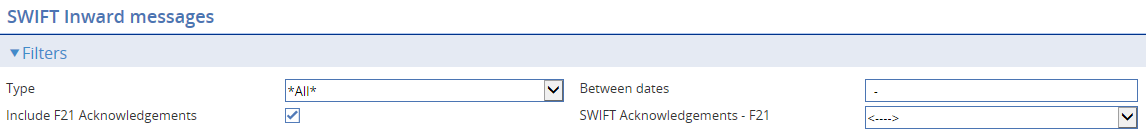 SWIFT Inward messages
Filters
Type *All* Between dates -
Include F21 Acknowledgements SWIFT Acknowledgements - F21 <---->